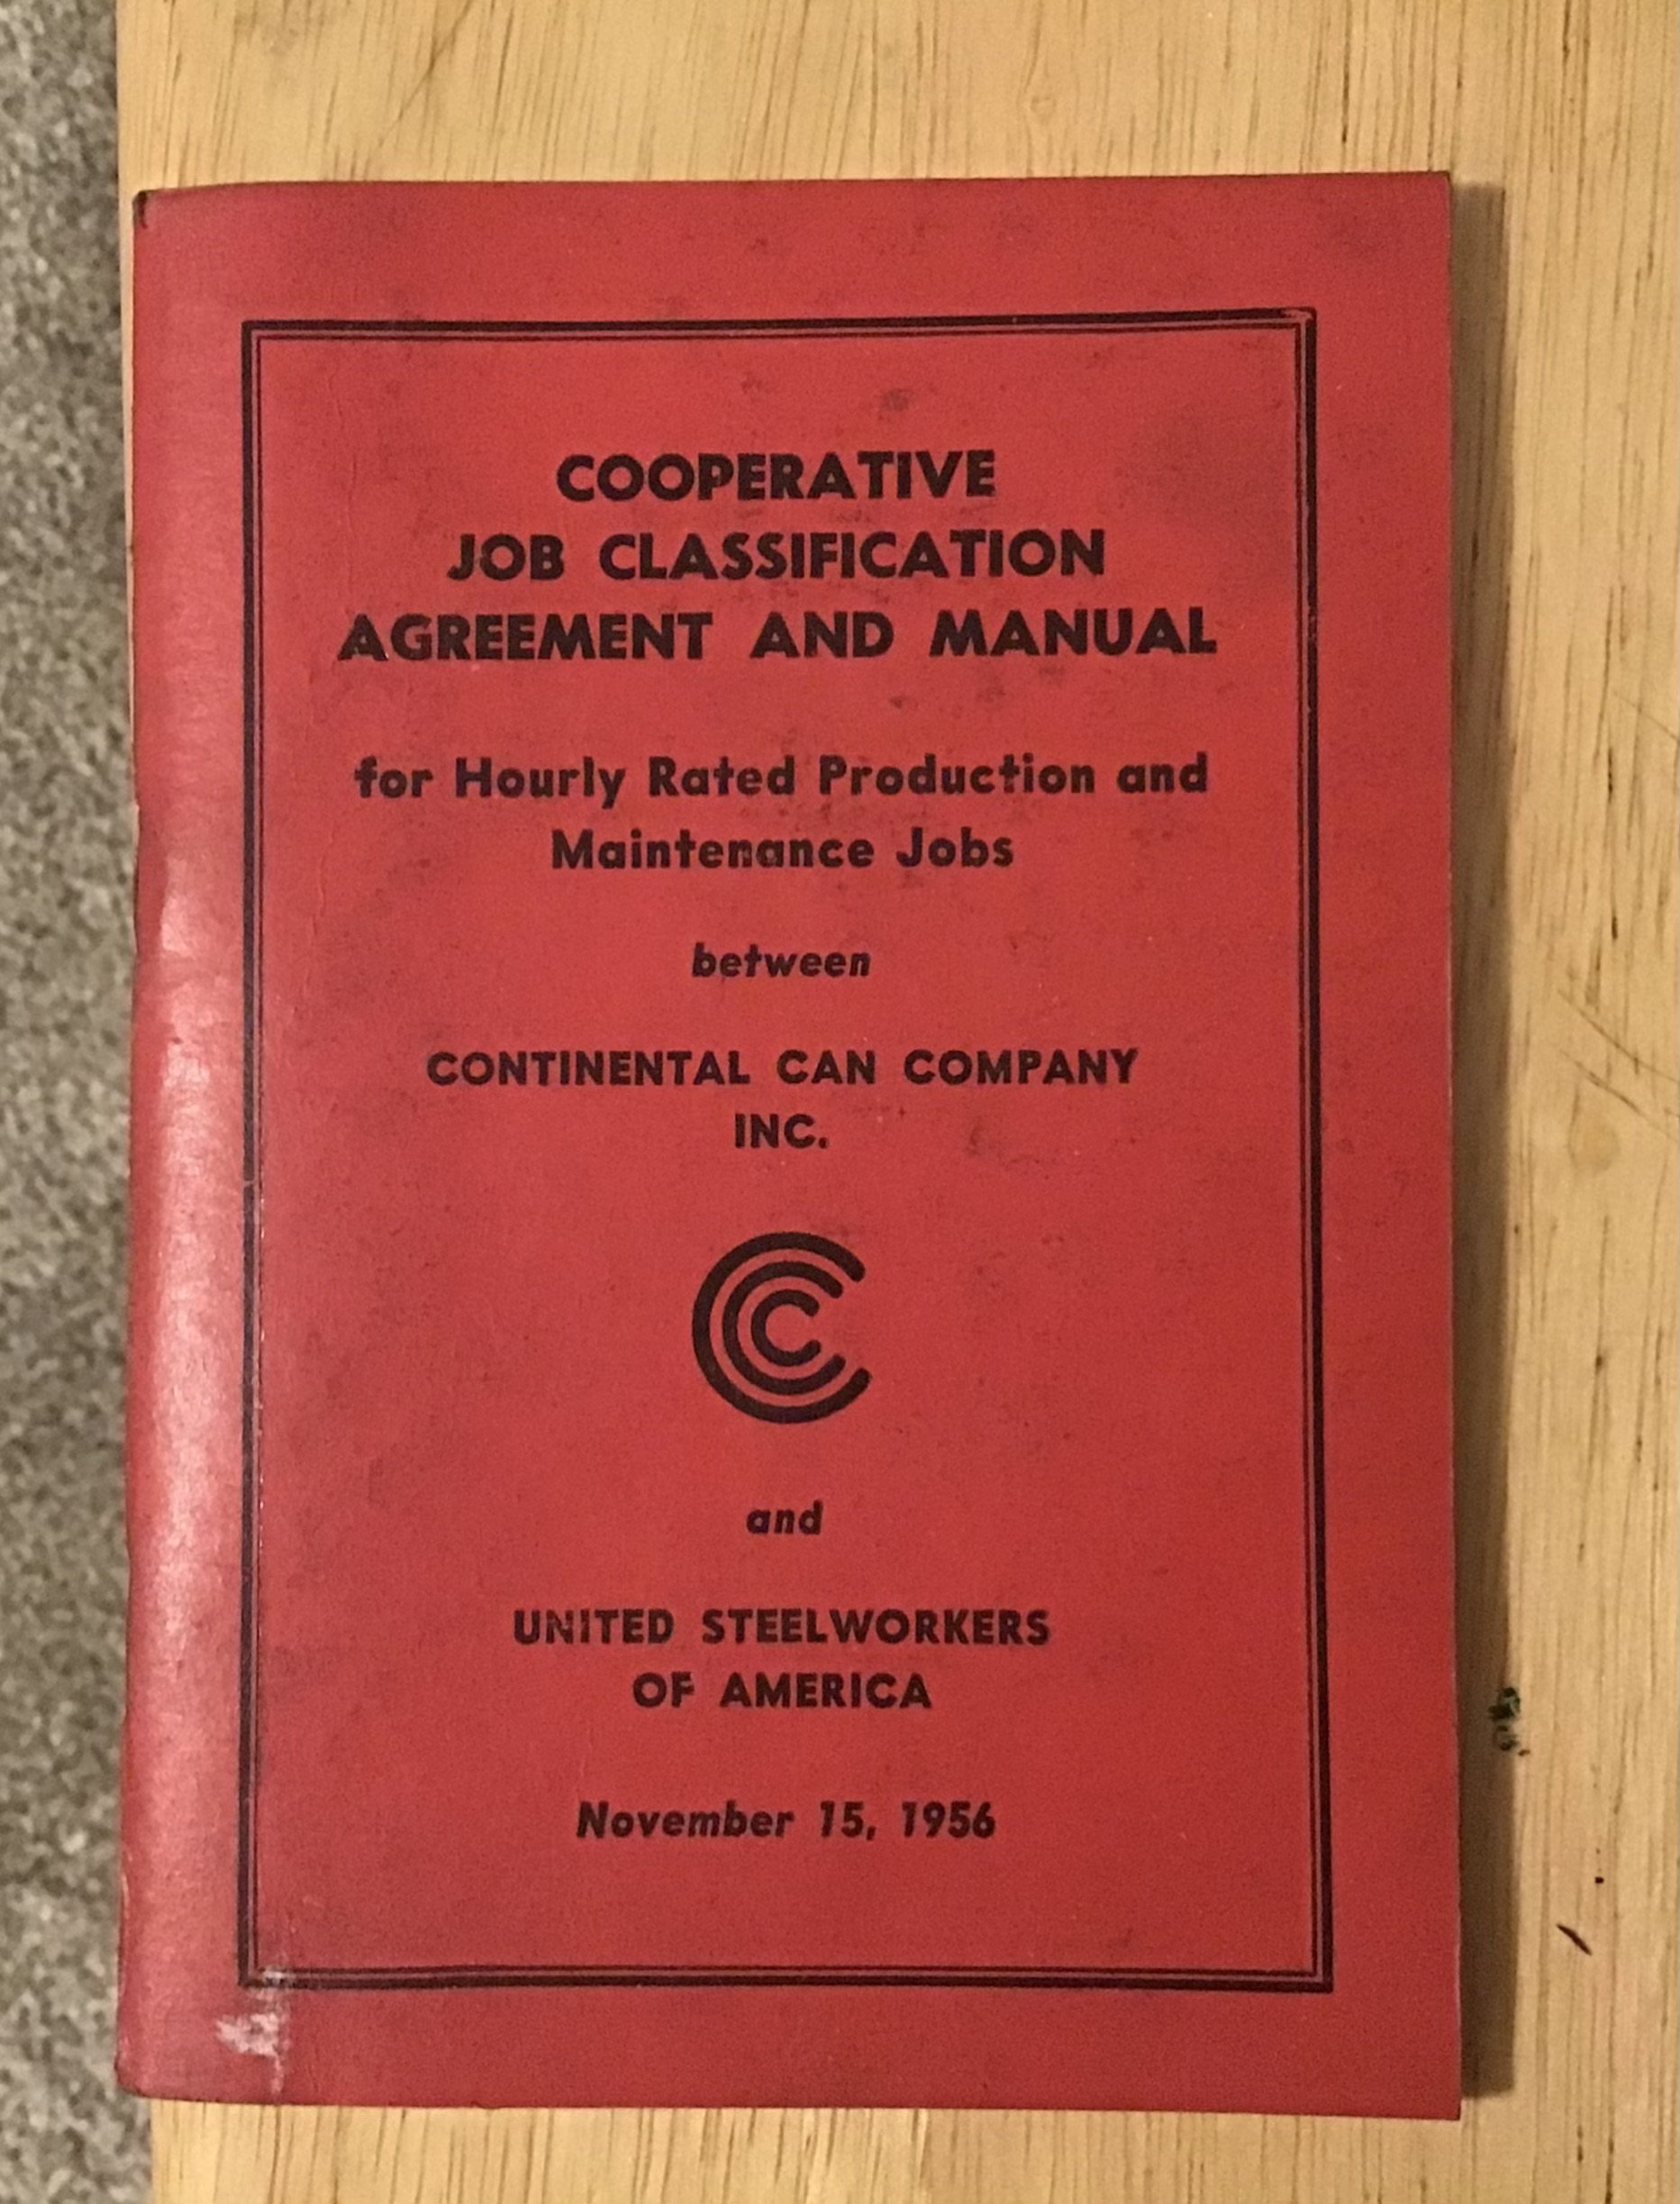 COOPERATIVE
JOB CLASSIFICATION
AGREEMENT AND MANUAL
for Hourly Rated Production and
Maintenance Jobs
between
CONTINENTAL CAN COMPANY
INC.
CCC
and
UNITED STEELWORKERS
OF AMERICA
November 15, 1956